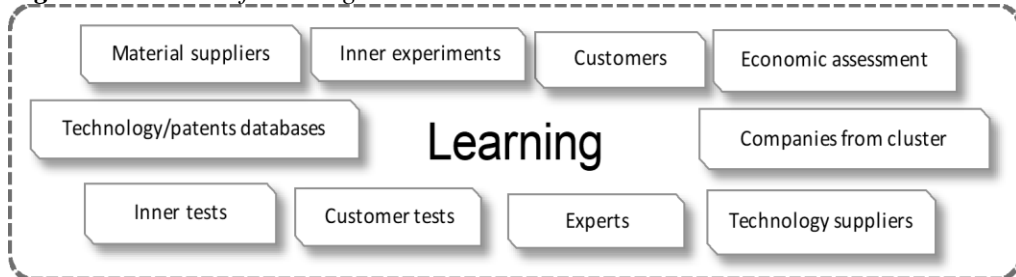 Material suppliers
Inner experiments
Customers
Economic assessment
Technology/patents databases
Learning
Companies from cluster
Inner tests
Customer tests
Experts
Technology suppliers